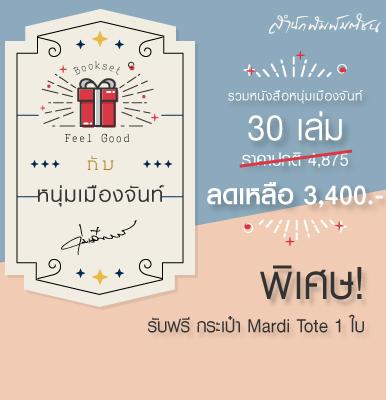 สำนักพิมพ์มติชน
Bookset
Feel Good
กับ
หนุ่มเมืองจันท์
รวมหนังสือหนุ่มเมืองจันท์
30 เล่ม
ราคาปกติ 4,875
ลดเหลือ 3,400.-
พิเศษ!
รับฟรี กระเป๋า Mardi Tote 1 ใบ